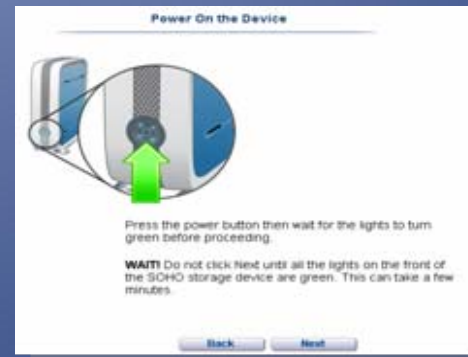 Power On the Device
Press the power button then wait for the lights to turn
green before proceeding.
WAIT! Do not click Next until all the lights on the front of
the SOHO storage device are green. This can take a few
minutes.
Back
Next